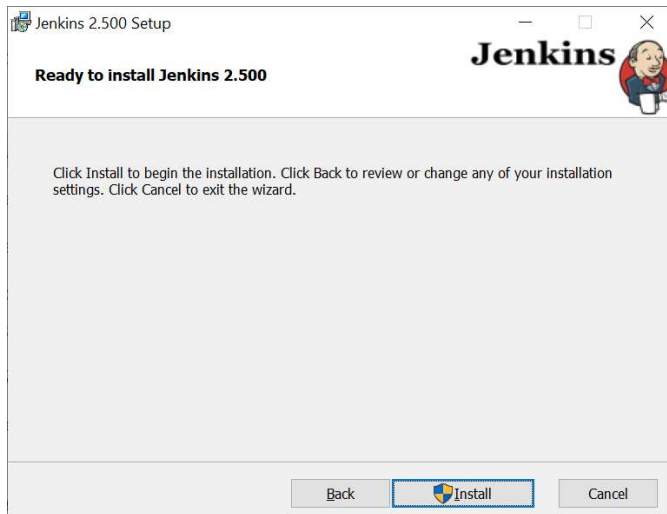 Jenkins 2.500 Setup
Jenkins
Ready to install Jenkins 2.500
Click Install to begin the installation. Click Back to review or change any of your installation
settings. Click Cancel to exit the wizard.
Back
Install
Cancel